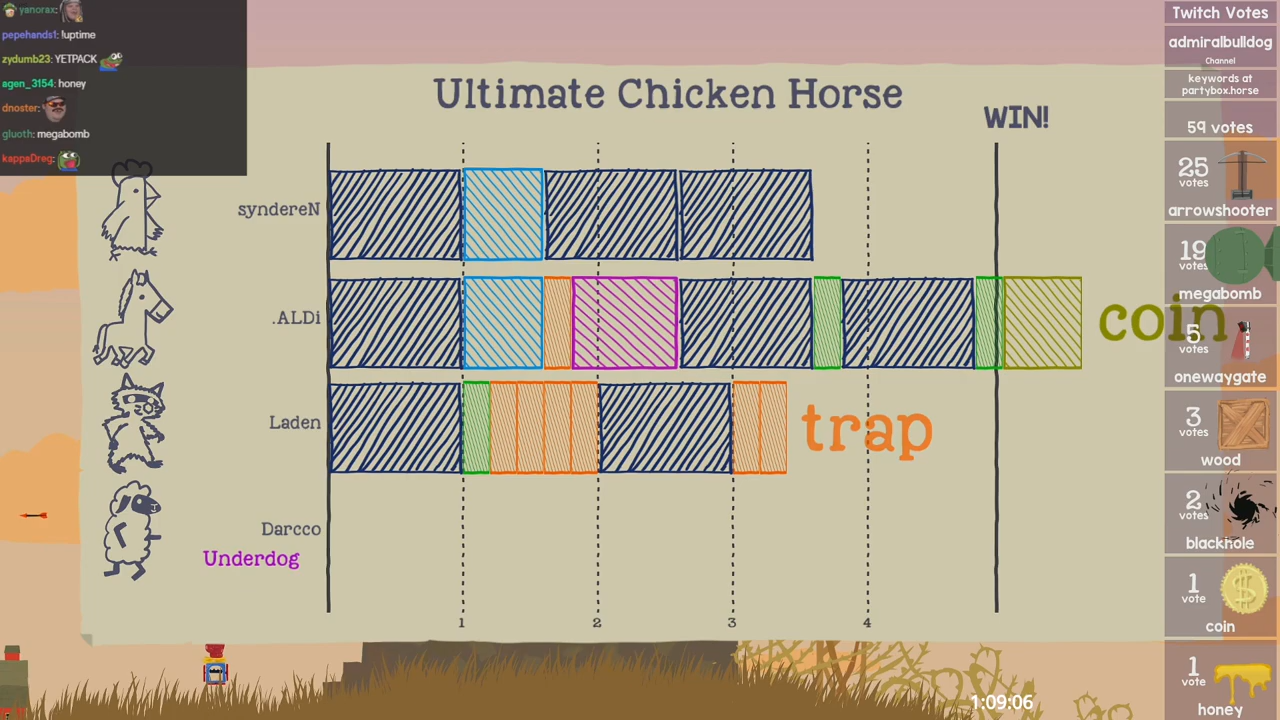 yanorax:
pepehands1: !uptime
zydumb23: YETPACK
agen_3154: honey
dnoster:
gluoth: megabomb
kappaDreg:
Ultimate Chicken Horse
WIN!
syndereN
.ALDi
coin
Laden
trap
Darcco
Underdog
1 2 3 4
1:09:06
Twitch Votes
admiralbulldog
Channel
keywords at
partybox.horse
59 votes
25
votes
arrowshooter
19
votes
megabomb
5
votes
onewaygate
3
votes
wood
2
votes
blackhole
1
vote
coin
1
vote
honey